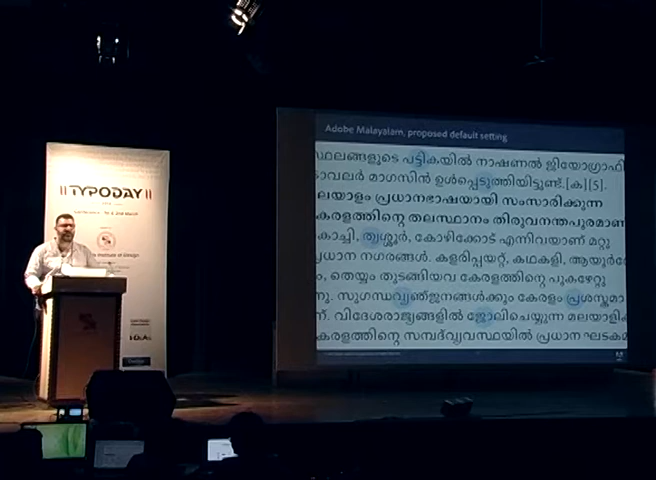 TYPODAY
Adobe Malayalam, proposed default setting
സ്ഥലങ്ങളുടെ പട്ടികയിൽ നാഷണൽ ജിയോഗ്രാഫി
ട്രാവലർ മാഗസിൻ ഉൾപ്പെടുത്തിയിട്ടുണ്ട്.[ക][5].
മലയാളം പ്രധാനഭാഷയായി സംസാരിക്കുന്ന
കേരളത്തിന്റെ തലസ്ഥാനം തിരുവനന്തപുരമാണ്
കൊച്ചി, തൃശ്ശൂർ, കോഴിക്കോട് എന്നിവയാണ് മറ്റു
പ്രധാന നഗരങ്ങൾ. കളരിപ്പയറ്റ്, കഥകളി,
തെയ്യം തുടങ്ങിയവ കേരളത്തിന്റെ പുകഴേറ്റു
സുഗന്ധവ്യഞ്ജനങ്ങൾക്കും കേരളം പ്രശസ്തമാ
വിദേശരാജ്യങ്ങളിൽ ജോലിചെയ്യുന്ന മലയാളിക
കേരളത്തിന്റെ സമ്പദ്‌വ്യവസ്ഥയിൽ പ്രധാന ഘടകമ